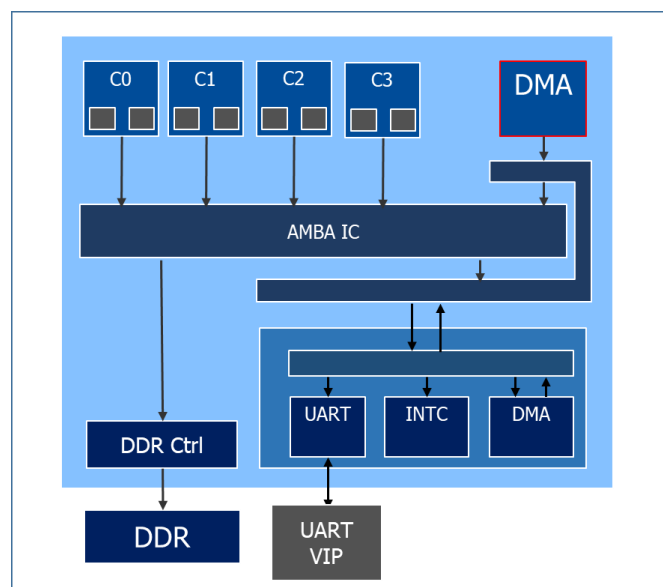 C0
C1
C2
C3
DMA
AMBA IC
UART
INTC
DMA
DDR Ctrl
DDR
UART
VIP